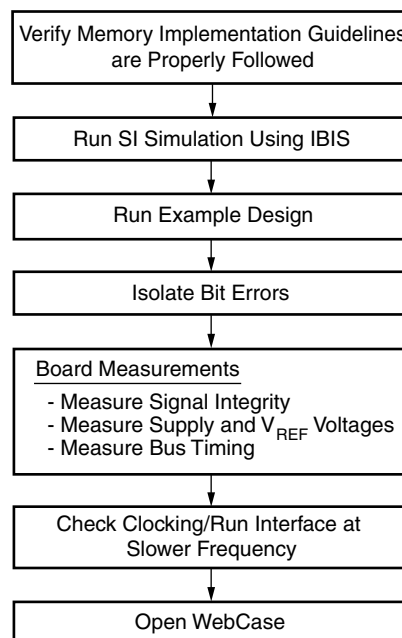 Verify Memory Implementation Guidelines
are Properly Followed
Run SI Simulation Using IBIS
Run Example Design
Isolate Bit Errors
Board Measurements
- Measure Signal Integrity
- Measure Supply and VREF Voltages
- Measure Bus Timing
Check Clocking/Run Interface at
Slower Frequency
Open WebCase